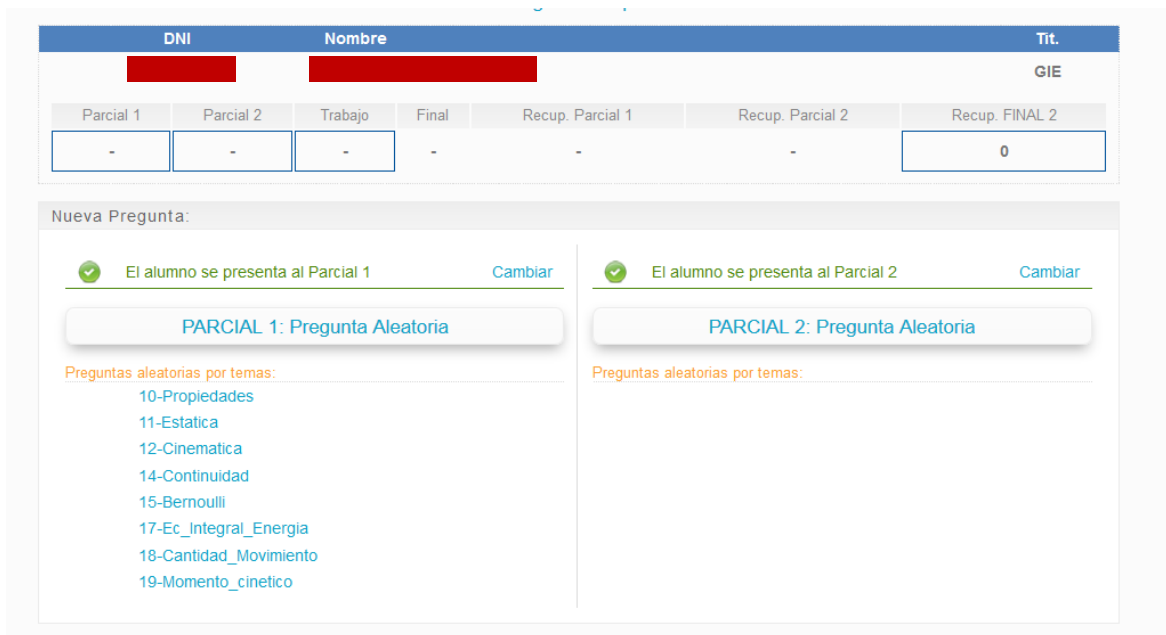 DNI Nombre Tit.
GIE
Parcial 1 Parcial 2 Trabajo Final Recup. Parcial 1 Recup. Parcial 2 Recup. FINAL 2
- - - - - - 0
Nueva Pregunta:
El alumno se presenta al Parcial 1 Cambiar
PARCIAL 1: Pregunta Aleatoria
Preguntas aleatorias por temas:
10-Propiedades
11-Estatica
12-Cinematica
14-Continuidad
15-Bernoulli
17-Ec_Integral_Energia
18-Cantidad_Movimiento
19-Momento_cinetico
El alumno se presenta al Parcial 2 Cambiar
PARCIAL 2: Pregunta Aleatoria
Preguntas aleatorias por temas: